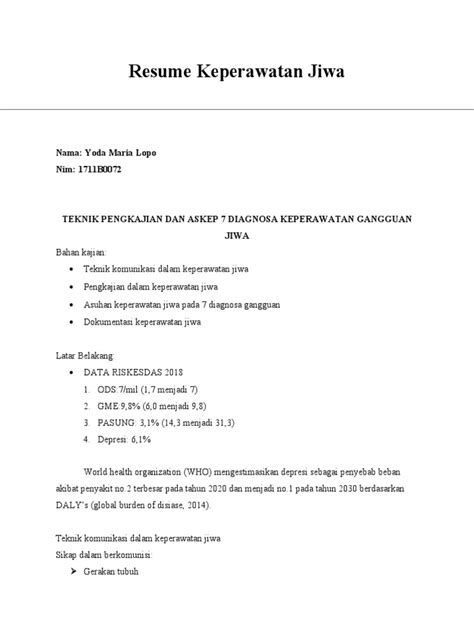 Resume Keperawatan Jiwa
Nama: Yoda Maria Lopo
Nim: 1711B0072
TEKNIK PENGKAJIAN DAN ASKEP 7 DIAGNOSA KEPERAWATAN GANGGUAN
JIWA
Bahan kajian:
• Teknik komunikasi dalam keperawatan jiwa
• Pengkajian dalam keperawatan jiwa
• Asuhan keperawatan jiwa pada 7 diagnosa gangguan
• Dokumentasi keperawatan jiwa
Latar Belakang:
• DATA RISKESDAS 2018
1. ODS:7/mil (1,7 menjadi 7)
2. GME:9,8% (6,0 menjadi 9,8)
3. PASUNG: 3,1% (14,3 menjadi 31,3)
4. Depresi: 6,1%
World health organization (WHO) mengestimasikan depresi sebagai penyebab beban
akibat penyakit no.2 terbesar pada tahun 2020 dan menjadi no.1 pada tahun 2030 berdasarkan
DALY's (global burden of disiase, 2014).
Teknik komunikasi dalam keperawatan jiwa
Sikap dalam berkomunisi:
➢ Gerakan tubuh